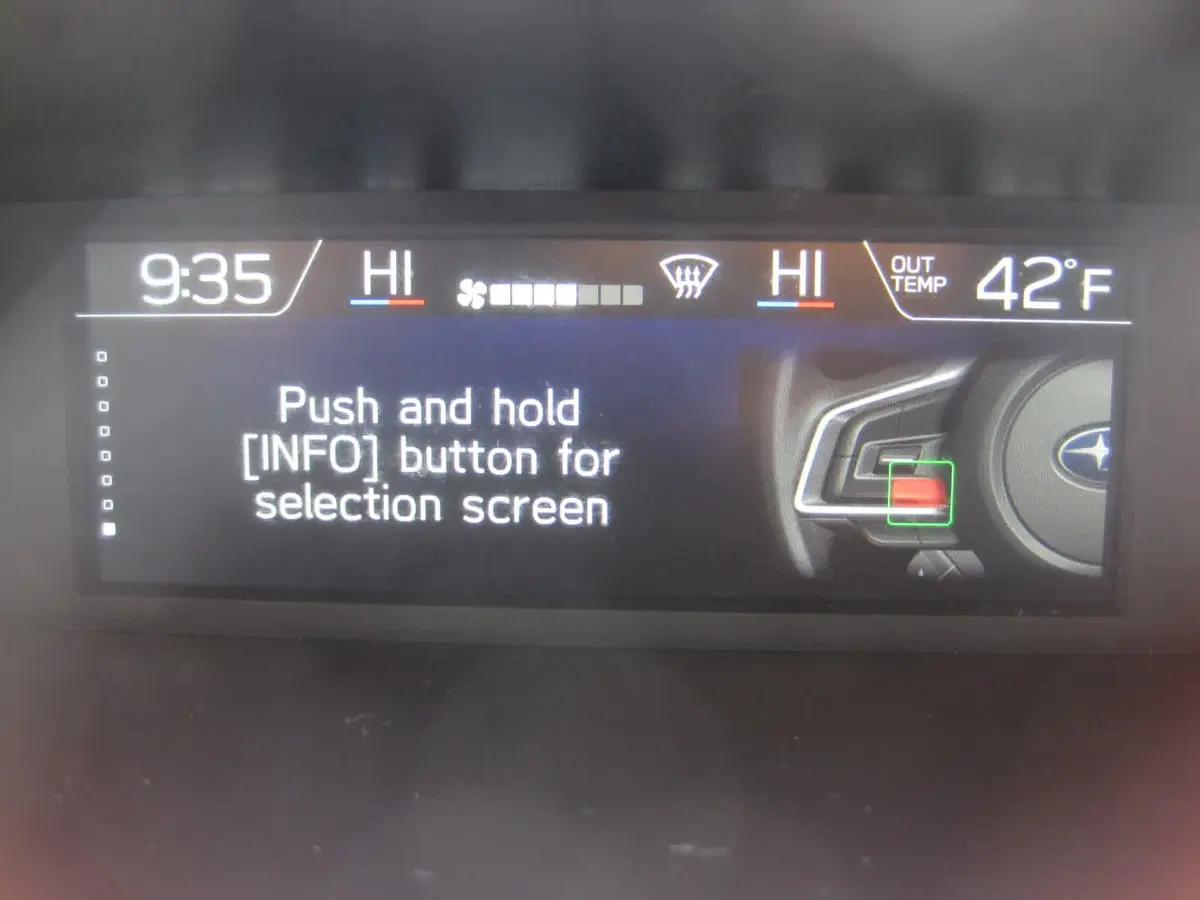 9:35
HI
HI
OUT
TEMP
42°F
Push and hold
[INFO] button for
selection screen